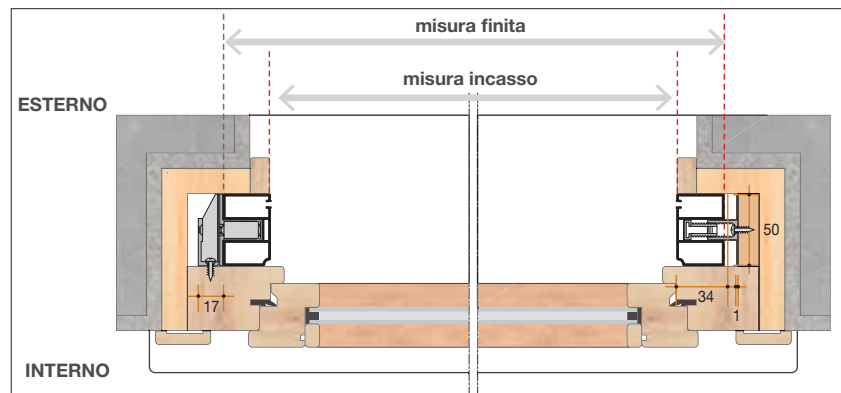 misura finita
misura incasso
ESTERNO
50
17
34
1
INTERNO